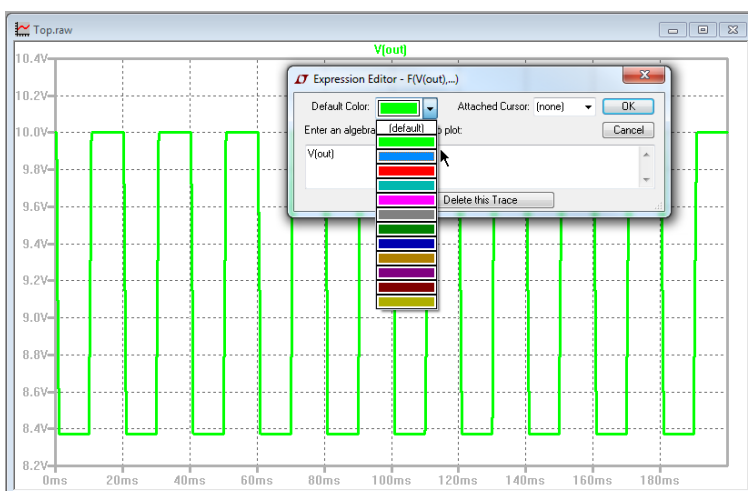 Top.raw
V(out)
10.4V
10.2V
10.0V
9.8V
9.6V
9.4V
9.2V
9.0V
8.8V
8.6V
8.4V
8.2V
0ms 20ms 40ms 60ms 80ms 100ms 120ms 140ms 160ms 180ms
Expression Editor - F(V(out),...)
Default Color: Attached Cursor: (none) OK
(default)
Enter an algebra plot: Cancel
V(out)
Delete this Trace